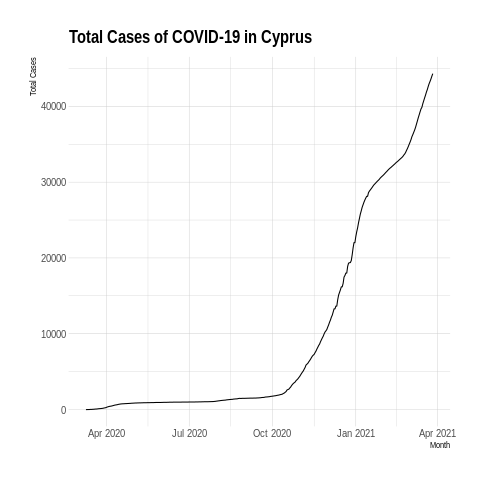 Total Cases of COVID-19 in Cyprus
Total Cases
40000
30000
20000
10000
0
Apr 2020 Jul 2020 Oct 2020 Jan 2021 Apr 2021
Month